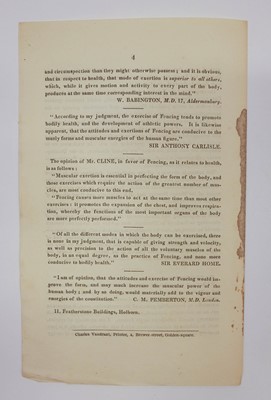 4
and circumspection than they might otherwise possess; and it is obvious,
that in respect to health, that mode of exercise is superior to all others,
which, while it gives motion and activity to every part of the body,
produces at the same time corresponding interest in the mind."
W. BABINGTON, M.D. 17, Aldermanbury.
"According to my judgment, the exercise of Fencing tends to promote
bodily health, and the development of athletic powers. It is likewise
apparent, that the attitudes and exertions of Fencing are conducive to the
manly forms and muscular energies of the human figure."
SIR ANTHONY CARLISLE.
The opinion of Mr. CLINE, in favor of Fencing, as it relates to health,
is as follows:
"Muscular exertion is essential in perfecting the form of the body, and
those exercises which require the action of the greatest number of mus-
cles, are most conducive to this end.
"Fencing causes more muscles to act at the same time than most other
exercises: it promotes the expansion of the chest, and improves respira-
tion, whereby the functions of the most important organs of the body
are more perfectly performed."
"Of all the different modes in which the body can be exercised, there
is none in my judgment, that is capable of giving strength and velocity,
as well as precision to the action of all the voluntary muscles of the
body, in an equal degree, as the practice of Fencing, and none more
conducive to bodily health." SIR EVERARD HOME.
"I am of opinion, that the attitudes and exercise of Fencing would im-
prove the form, and may much increase the muscular power of the
human body; and by so doing, would materially add to the vigour and
energies of the constitution." C. M. PEMBERTON, M.D. London.
11, Featherstone Buildings, Holborn.
Printer, 4, Brewer-street, Golden-square.